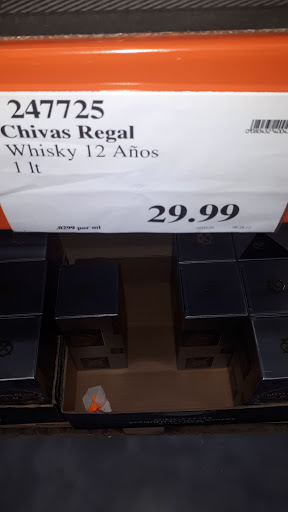 247725
Chivas Regal
Whisky 12 Años
1 lt
29.99
.0299 por ml